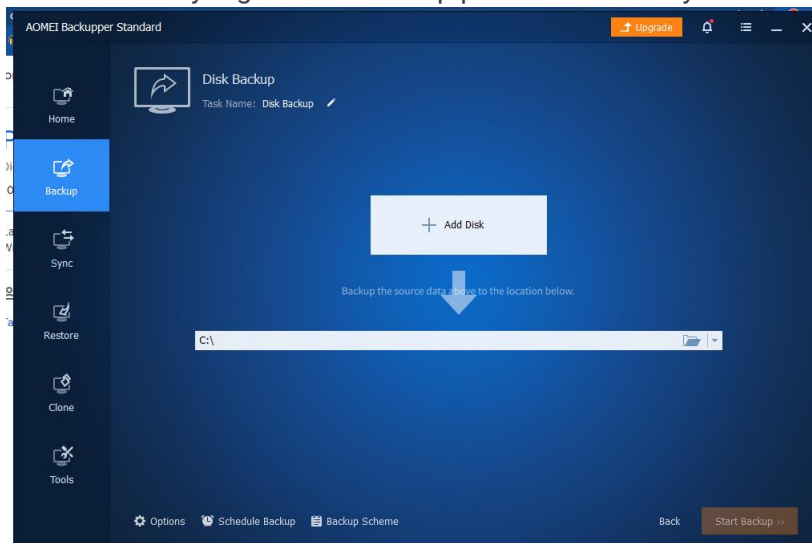 AOMEI Backupper Standard
Upgrade
Disk Backup
Task Name: Disk Backup
Home
Backup
Sync
Restore
Clone
Tools
Add Disk
Backup the source data above to the location below.
C:\
Options
Schedule Backup
Backup Scheme
Back
Start Backup >>